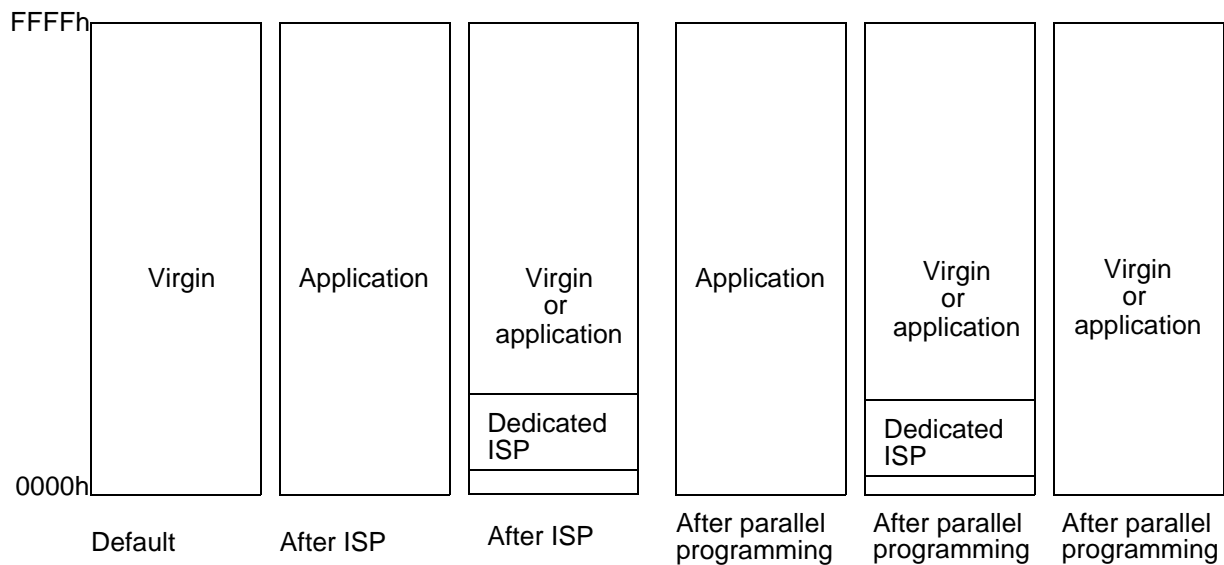 FFFFh
Virgin
Application
Virgin
or
application
Dedicated
ISP
Application
Virgin
or
application
Dedicated
ISP
Virgin
or
application
0000h
Default
After ISP
After ISP
After parallel
programming
After parallel
programming
After parallel
programming